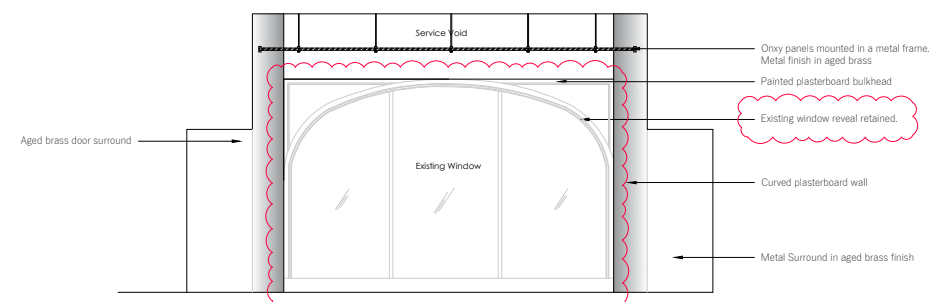 Service Void
Onxy panels mounted in a metal frame.
Metal finish in aged brass
Painted plasterboard bulkhead
Existing window reveal retained.
Aged brass door surround
Existing Window
Curved plasterboard wall
Metal Surround in aged brass finish